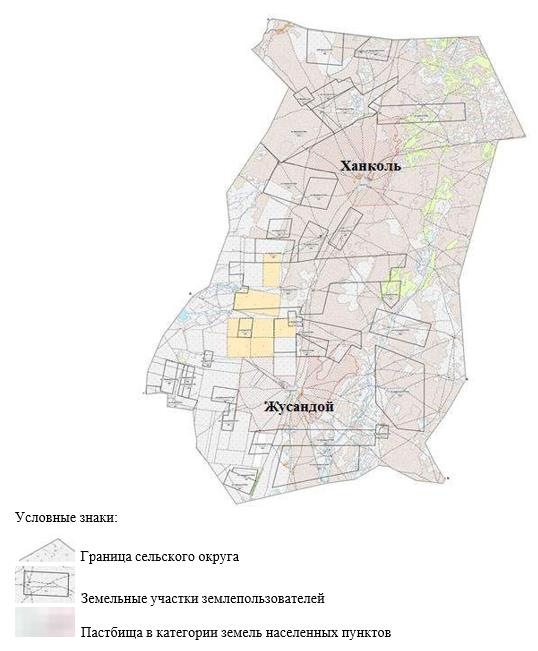 Ханколь
Жусандой
Условные знаки:
Граница сельского округа
Земельные участки землепользователей
Пастбища в категории земель населенных пунктов